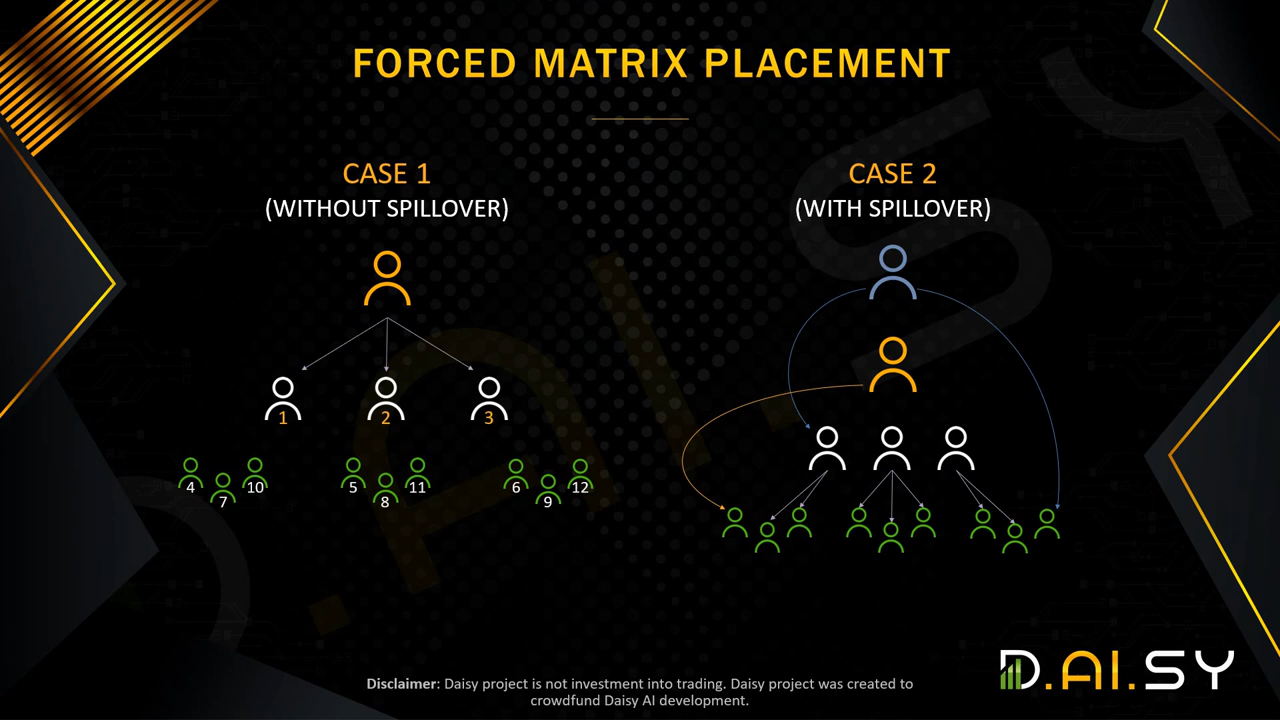 FORCED MATRIX PLACEMENT
CASE 1
(WITHOUT SPILLOVER)
1 2 3
4 7 10 5 8 11 6 9 12
CASE 2
(WITH SPILLOVER)
Disclaimer: Daisy project is not investment into trading. Daisy project was created to
crowdfund Daisy AI development.
D.AI.SY